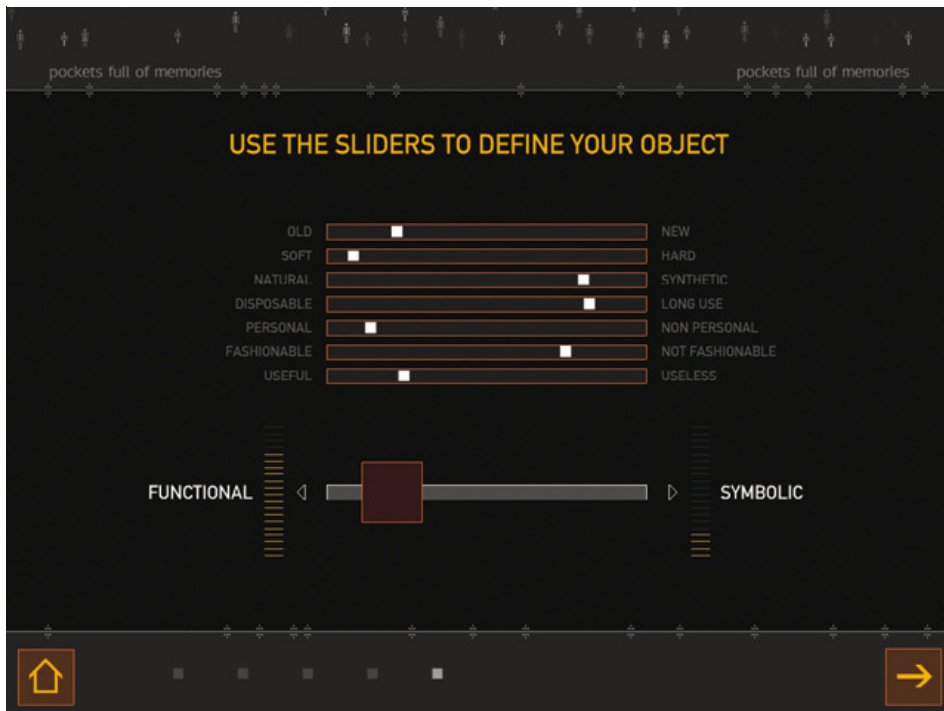 pockets full of memories pockets full of memories
USE THE SLIDERS TO DEFINE YOUR OBJECT
OLD NEW
SOFT HARD
NATURAL SYNTHETIC
DISPOSABLE LONG USE
PERSONAL NON PERSONAL
FASHIONABLE NOT FASHIONABLE
USEFUL USELESS
FUNCTIONAL SYMBOLIC